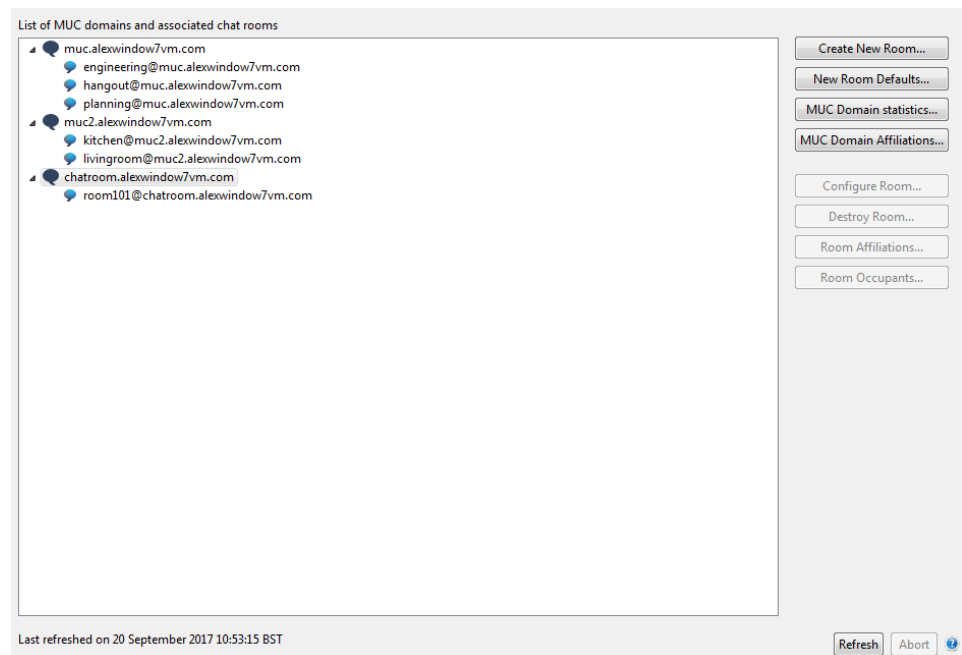 List of MUC domains and associated chat rooms
muc.alexwindow7vm.com
engineering@muc.alexwindow7vm.com
hangout@muc.alexwindow7vm.com
planning@muc.alexwindow7vm.com
muc2.alexwindow7vm.com
kitchen@muc2.alexwindow7vm.com
livingroom@muc2.alexwindow7vm.com
chatroom.alexwindow7vm.com
room101@chatroom.alexwindow7vm.com
Create New Room...
New Room Defaults...
MUC Domain statistics...
MUC Domain Affiliations...
Configure Room...
Destroy Room...
Room Affiliations...
Room Occupants...
Last refreshed on 20 September 2017 10:53:15 BST
Refresh
Abort
?